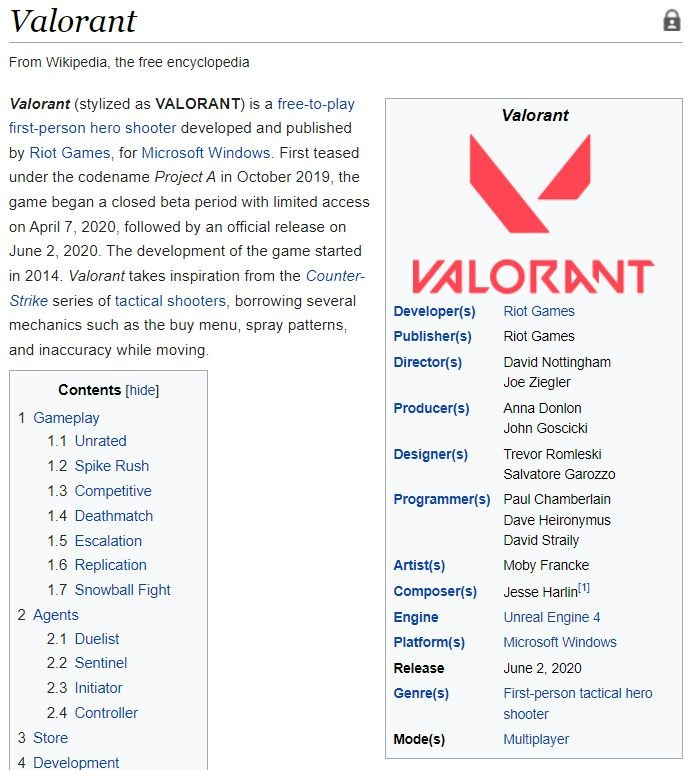 Valorant
From Wikipedia, the free encyclopedia
Valorant (stylized as VALORANT) is a free-to-play
first-person hero shooter developed and published
by Riot Games, for Microsoft Windows. First teased
under the codename Project A in October 2019, the
game began a closed beta period with limited access
on April 7, 2020, followed by an official release on
June 2, 2020. The development of the game started
in 2014. Valorant takes inspiration from the Counter-
Strike series of tactical shooters, borrowing several
mechanics such as the buy menu, spray patterns,
and inaccuracy while moving.
Contents [hide]
1 Gameplay
1.1 Unrated
1.2 Spike Rush
1.3 Competitive
1.4 Deathmatch
1.5 Escalation
1.6 Replication
1.7 Snowball Fight
2 Agents
2.1 Duelist
2.2 Sentinel
2.3 Initiator
2.4 Controller
3 Store
4 Development
Valorant
VALORANT
Developer(s) Riot Games
Publisher(s) Riot Games
Director(s) David Nottingham
Joe Ziegler
Producer(s) Anna Donlon
John Goscicki
Designer(s) Trevor Romleski
Salvatore Garozzo
Programmer(s) Paul Chamberlain
Dave Heironymus
David Straily
Artist(s) Moby Francke
Composer(s) Jesse Harlin[1]
Engine Unreal Engine 4
Platform(s) Microsoft Windows
Release June 2, 2020
Genre(s) First-person tactical hero
shooter
Mode(s) Multiplayer